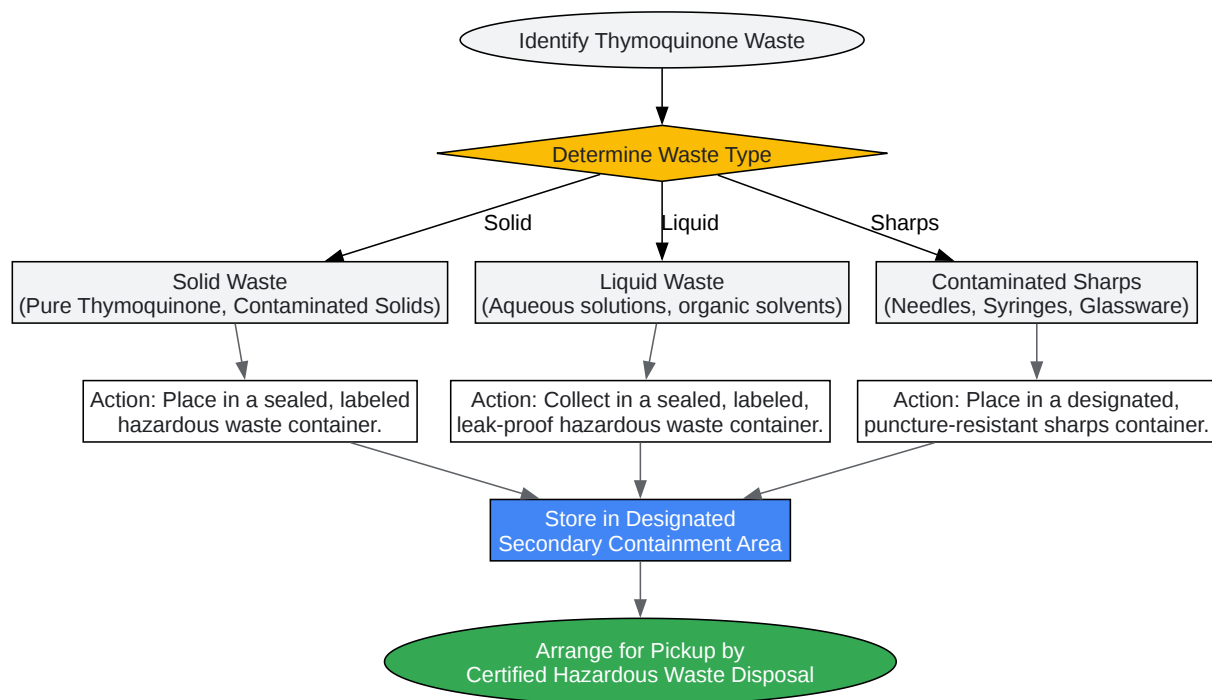 Identify Thymoquinone Waste
Determine Waste Type
Solid
Liquid
Sharps
Solid Waste
(Pure Thymoquinone, Contaminated Solids)
Liquid Waste
(Aqueous solutions, organic solvents)
Contaminated Sharps
(Needles, Syringes, Glassware)
Action: Place in a sealed, labeled
hazardous waste container.
Action: Collect in a sealed, labeled,
leak-proof hazardous waste container.
Action: Place in a designated,
puncture-resistant sharps container.
Store in Designated
Secondary Containment Area
Arrange for Pickup by
Certified Hazardous Waste Disposal